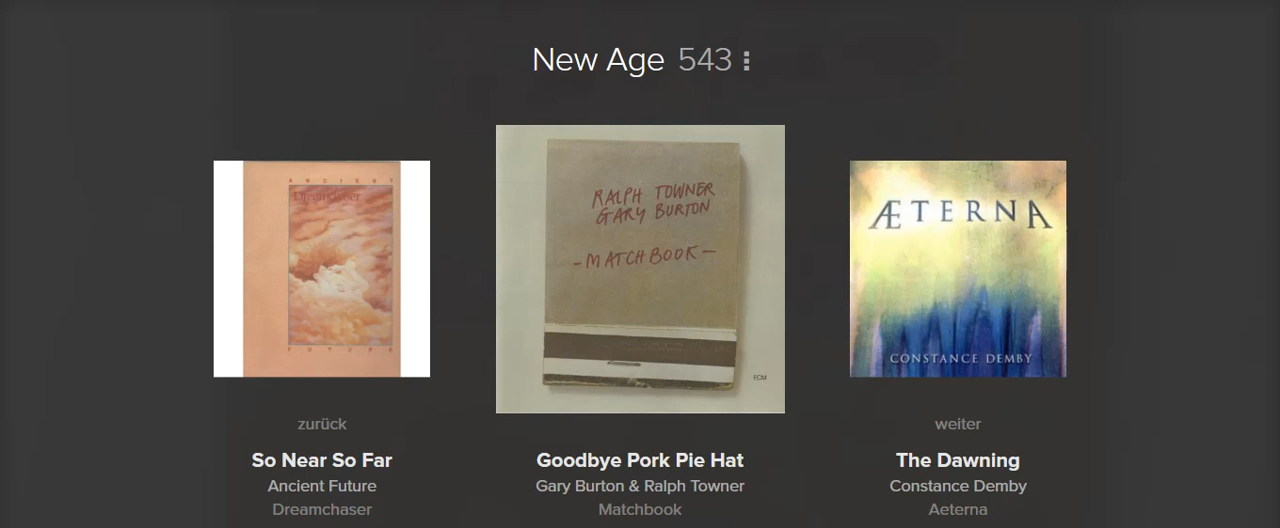 New Age 543
ANCIENT
Dreamchaser
FUTURE
RALPH TOWNER
GARY BURTON
-MATCHBOOK-
ECM
ÆTERNA
CONSTANCE DEMBY
zurück
weiter
So Near So Far
Goodbye Pork Pie Hat
The Dawning
Ancient Future
Gary Burton & Ralph Towner
Constance Demby
Dreamchaser
Matchbook
Aeterna